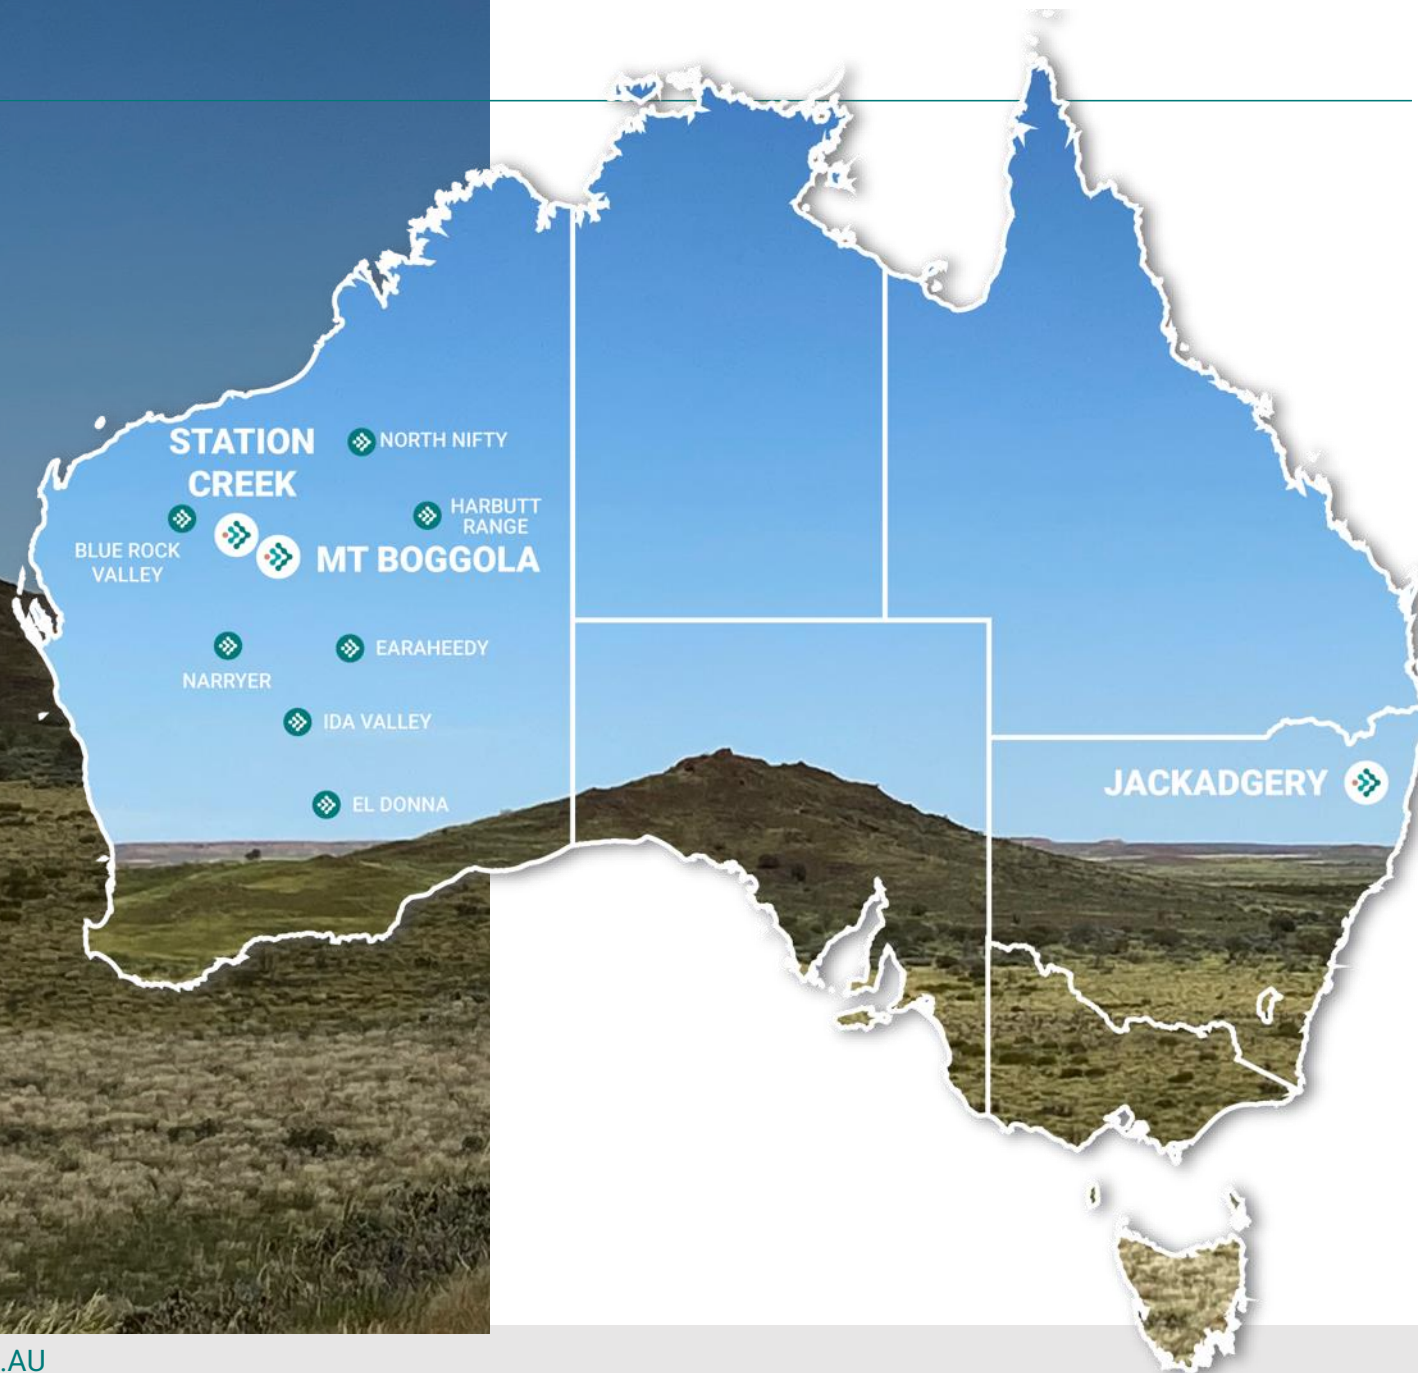 STATION
CREEK
NORTH NIFTY
HARBUTT
RANGE
BLUE ROCK
VALLEY
MT BOGGOLA
NARRYER
EARAHEEDY
IDA VALLEY
JACKADGERY
EL DONNA
.AU